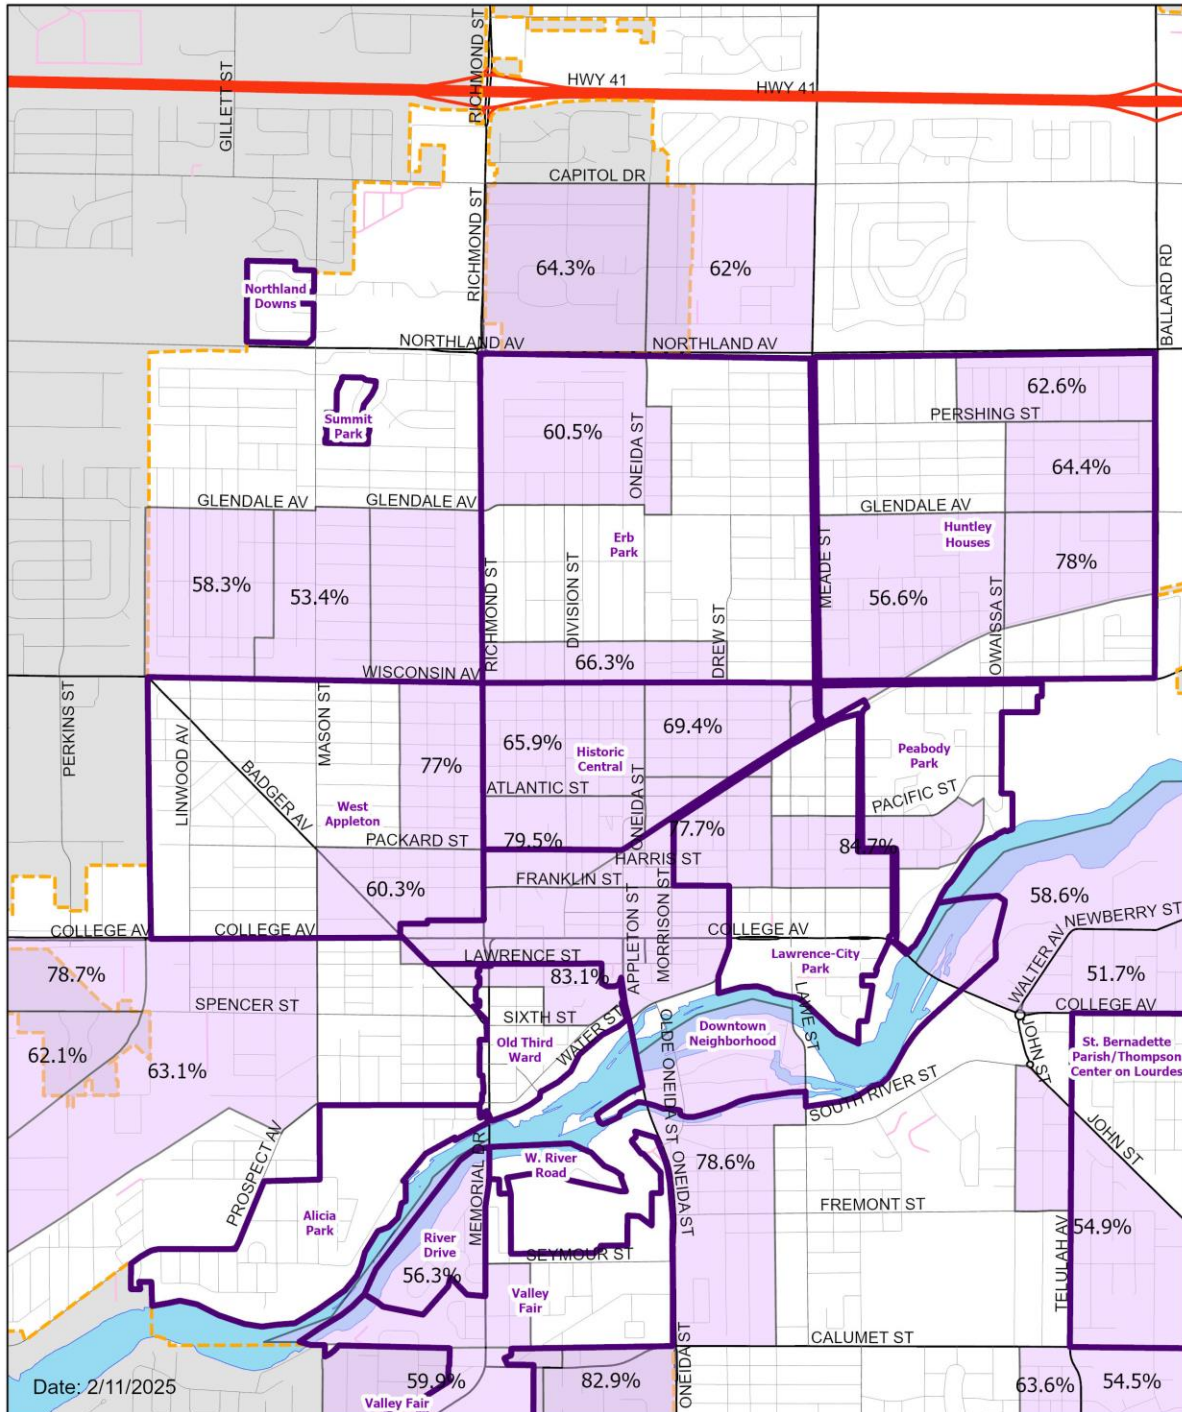 RICHMOND ST
HWY 41
HWY 41
GILLETT ST
CAPITOL DR
RICHMOND ST
64.3%
62%
BALLARD RD
Northland
Downs
NORTHLAND AV
NORTHLAND AV
62.6%
PERSHING ST
Summit
Park
60.5%
ONEIDA ST
64.4%
GLENDALE AV
GLENDALE AV
GLENDALE AV
Erb
Park
Huntley
Houses
58.3%
53.4%
RICHMOND ST
DIVISION ST
MEADE ST
56.6%
78%
OWAISSA ST
DREW ST
66.3%
WISCONSIN AV
PERKINS ST
LINWOOD AV
MASON ST
65.9%
69.4%
Historic
Central
Peabody
Park
BADGER AV
77%
ATLANTIC ST
ONEIDA ST
PACIFIC ST
West
Appleton
PACKARD ST
79.5%
77.7%
84.7%
HARRIS ST
60.3%
FRANKLIN ST
58.6%
NEWBERRY ST
APPLETON ST
MORRISON ST
COLLEGE AV
COLLEGE AV
COLLEGE AV
LAWRENCE ST
Lawrence-City
Park
WALTER AV
78.7%
83.1%
51.7%
SPENCER ST
COLLEGE AV
SIXTH ST
WATER ST
LAWE ST
Old Third
Ward
OLDE ONEIDA ST
Downtown
Neighborhood
JOHN ST
St. Bernadette
Parish/Thompson
Center on Lourdes
62.1%
63.1%
SOUTH RIVER ST
JOHN ST
PROSPECT AV
MEMORIAL DR
W. River
Road
ONEIDA ST
78.6%
FREMONT ST
Alicia
Park
River
Drive
54.9%
SEYMOUR ST
TELULAH AV
56.3%
Valley
Fair
CALUMET ST
ONEIDA ST
Date: 2/11/2025
59.9%
82.9%
63.6%
54.5%
Valley Fair